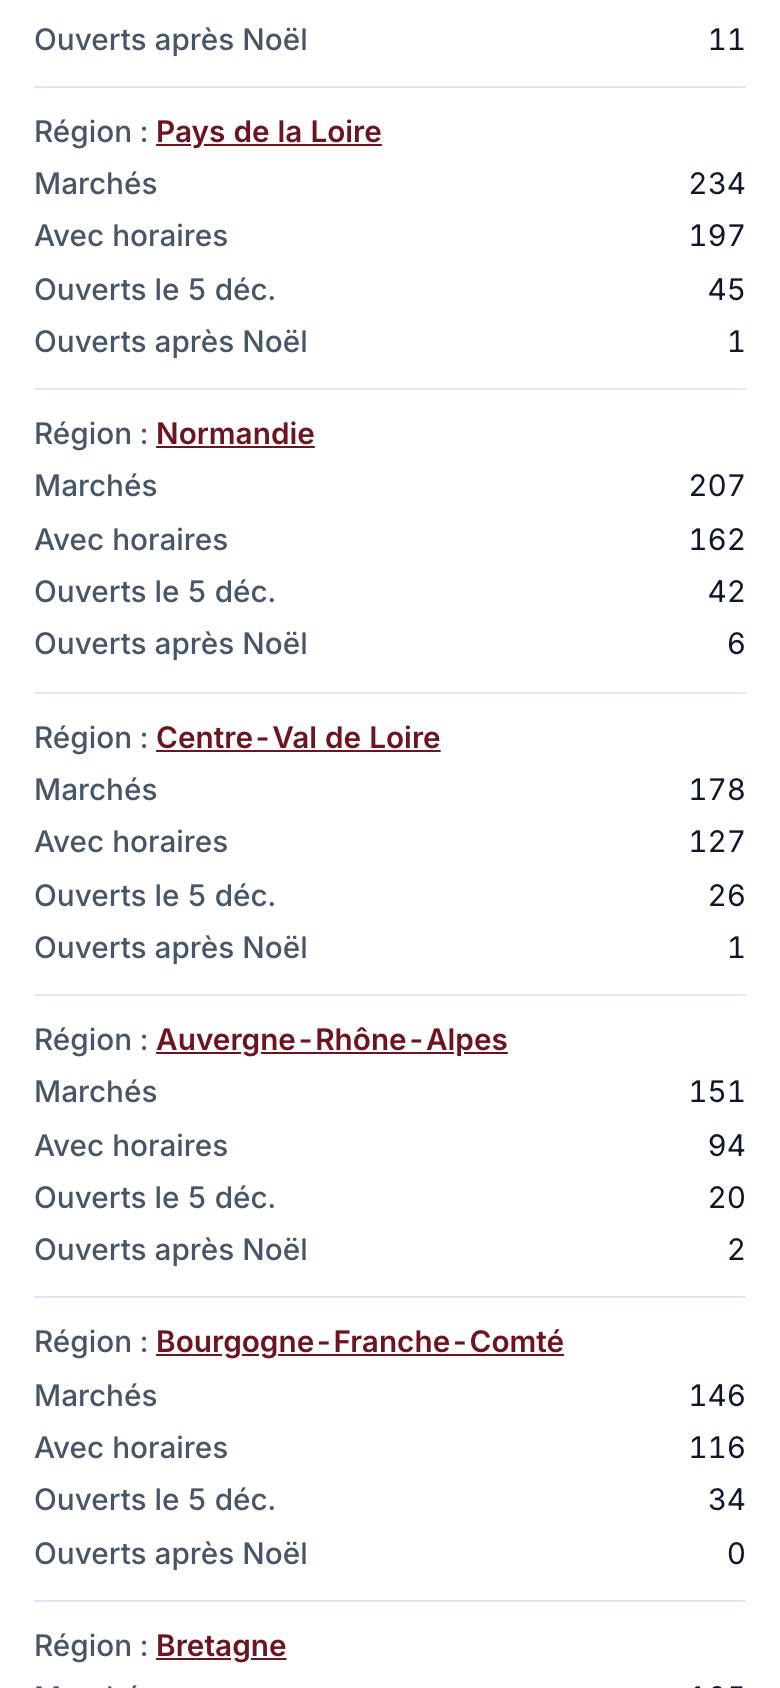 Ouverts après Noël 11
Région : Pays de la Loire
Marchés 234
Avec horaires 197
Ouverts le 5 déc. 45
Ouverts après Noël 1
Région : Normandie
Marchés 207
Avec horaires 162
Ouverts le 5 déc. 42
Ouverts après Noël 6
Région : Centre-Val de Loire
Marchés 178
Avec horaires 127
Ouverts le 5 déc. 26
Ouverts après Noël 1
Région : Auvergne-Rhône-Alpes
Marchés 151
Avec horaires 94
Ouverts le 5 déc. 20
Ouverts après Noël 2
Région : Bourgogne-Franche-Comté
Marchés 146
Avec horaires 116
Ouverts le 5 déc. 34
Ouverts après Noël 0
Région : Bretagne